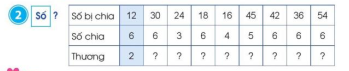 2 Số ?
Số bị chia 12 30 24 18 16 45 42 36 54
Số chia 6 6 3 6 4 5 6 6 6
Thương 2 ? ? ? ? ? ? ? ?